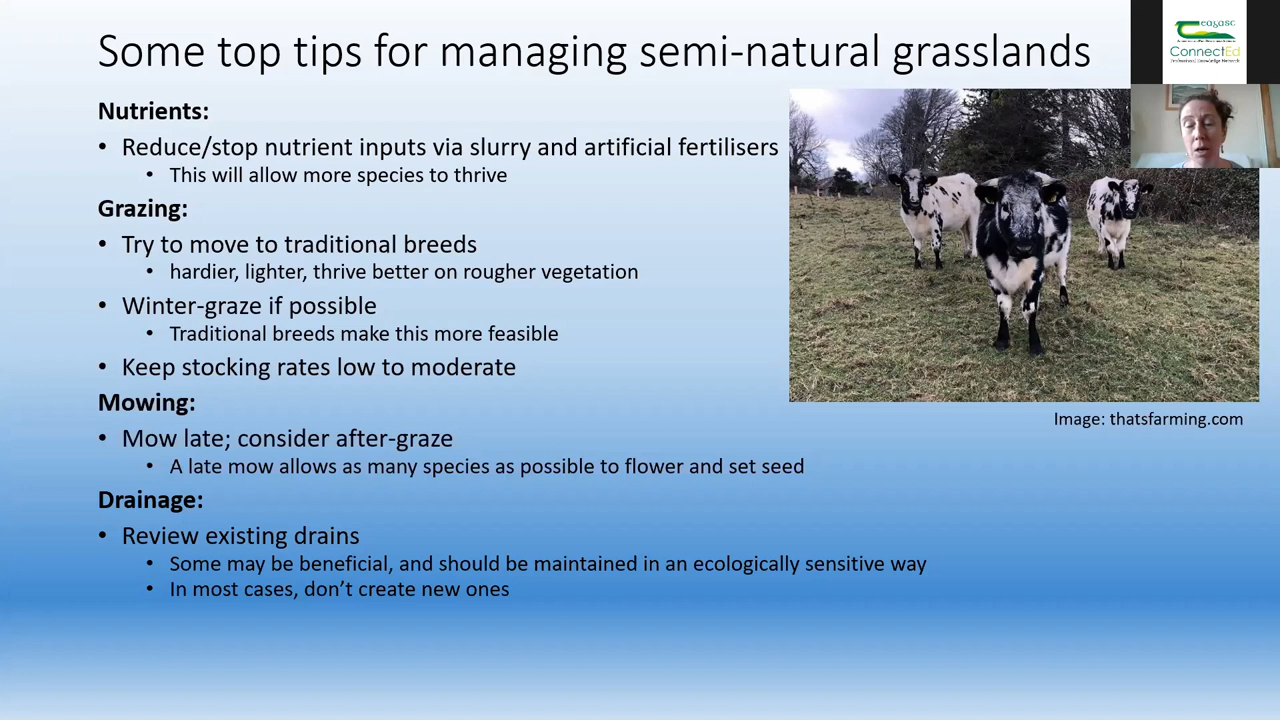 Some top tips for managing semi-natural grasslands
eagasc
ConnectEd
Nutrients:
• Reduce/stop nutrient inputs via slurry and artificial fertilisers
• This will allow more species to thrive
Grazing:
• Try to move to traditional breeds
• hardier, lighter, thrive better on rougher vegetation
• Winter-graze if possible
• Traditional breeds make this more feasible
• Keep stocking rates low to moderate
Mowing:
• Mow late; consider after-graze
• A late mow allows as many species as possible to flower and set seed
Drainage:
• Review existing drains
• Some may be beneficial, and should be maintained in an ecologically sensitive way
• In most cases, don’t create new ones
Image: thatsfarming.com